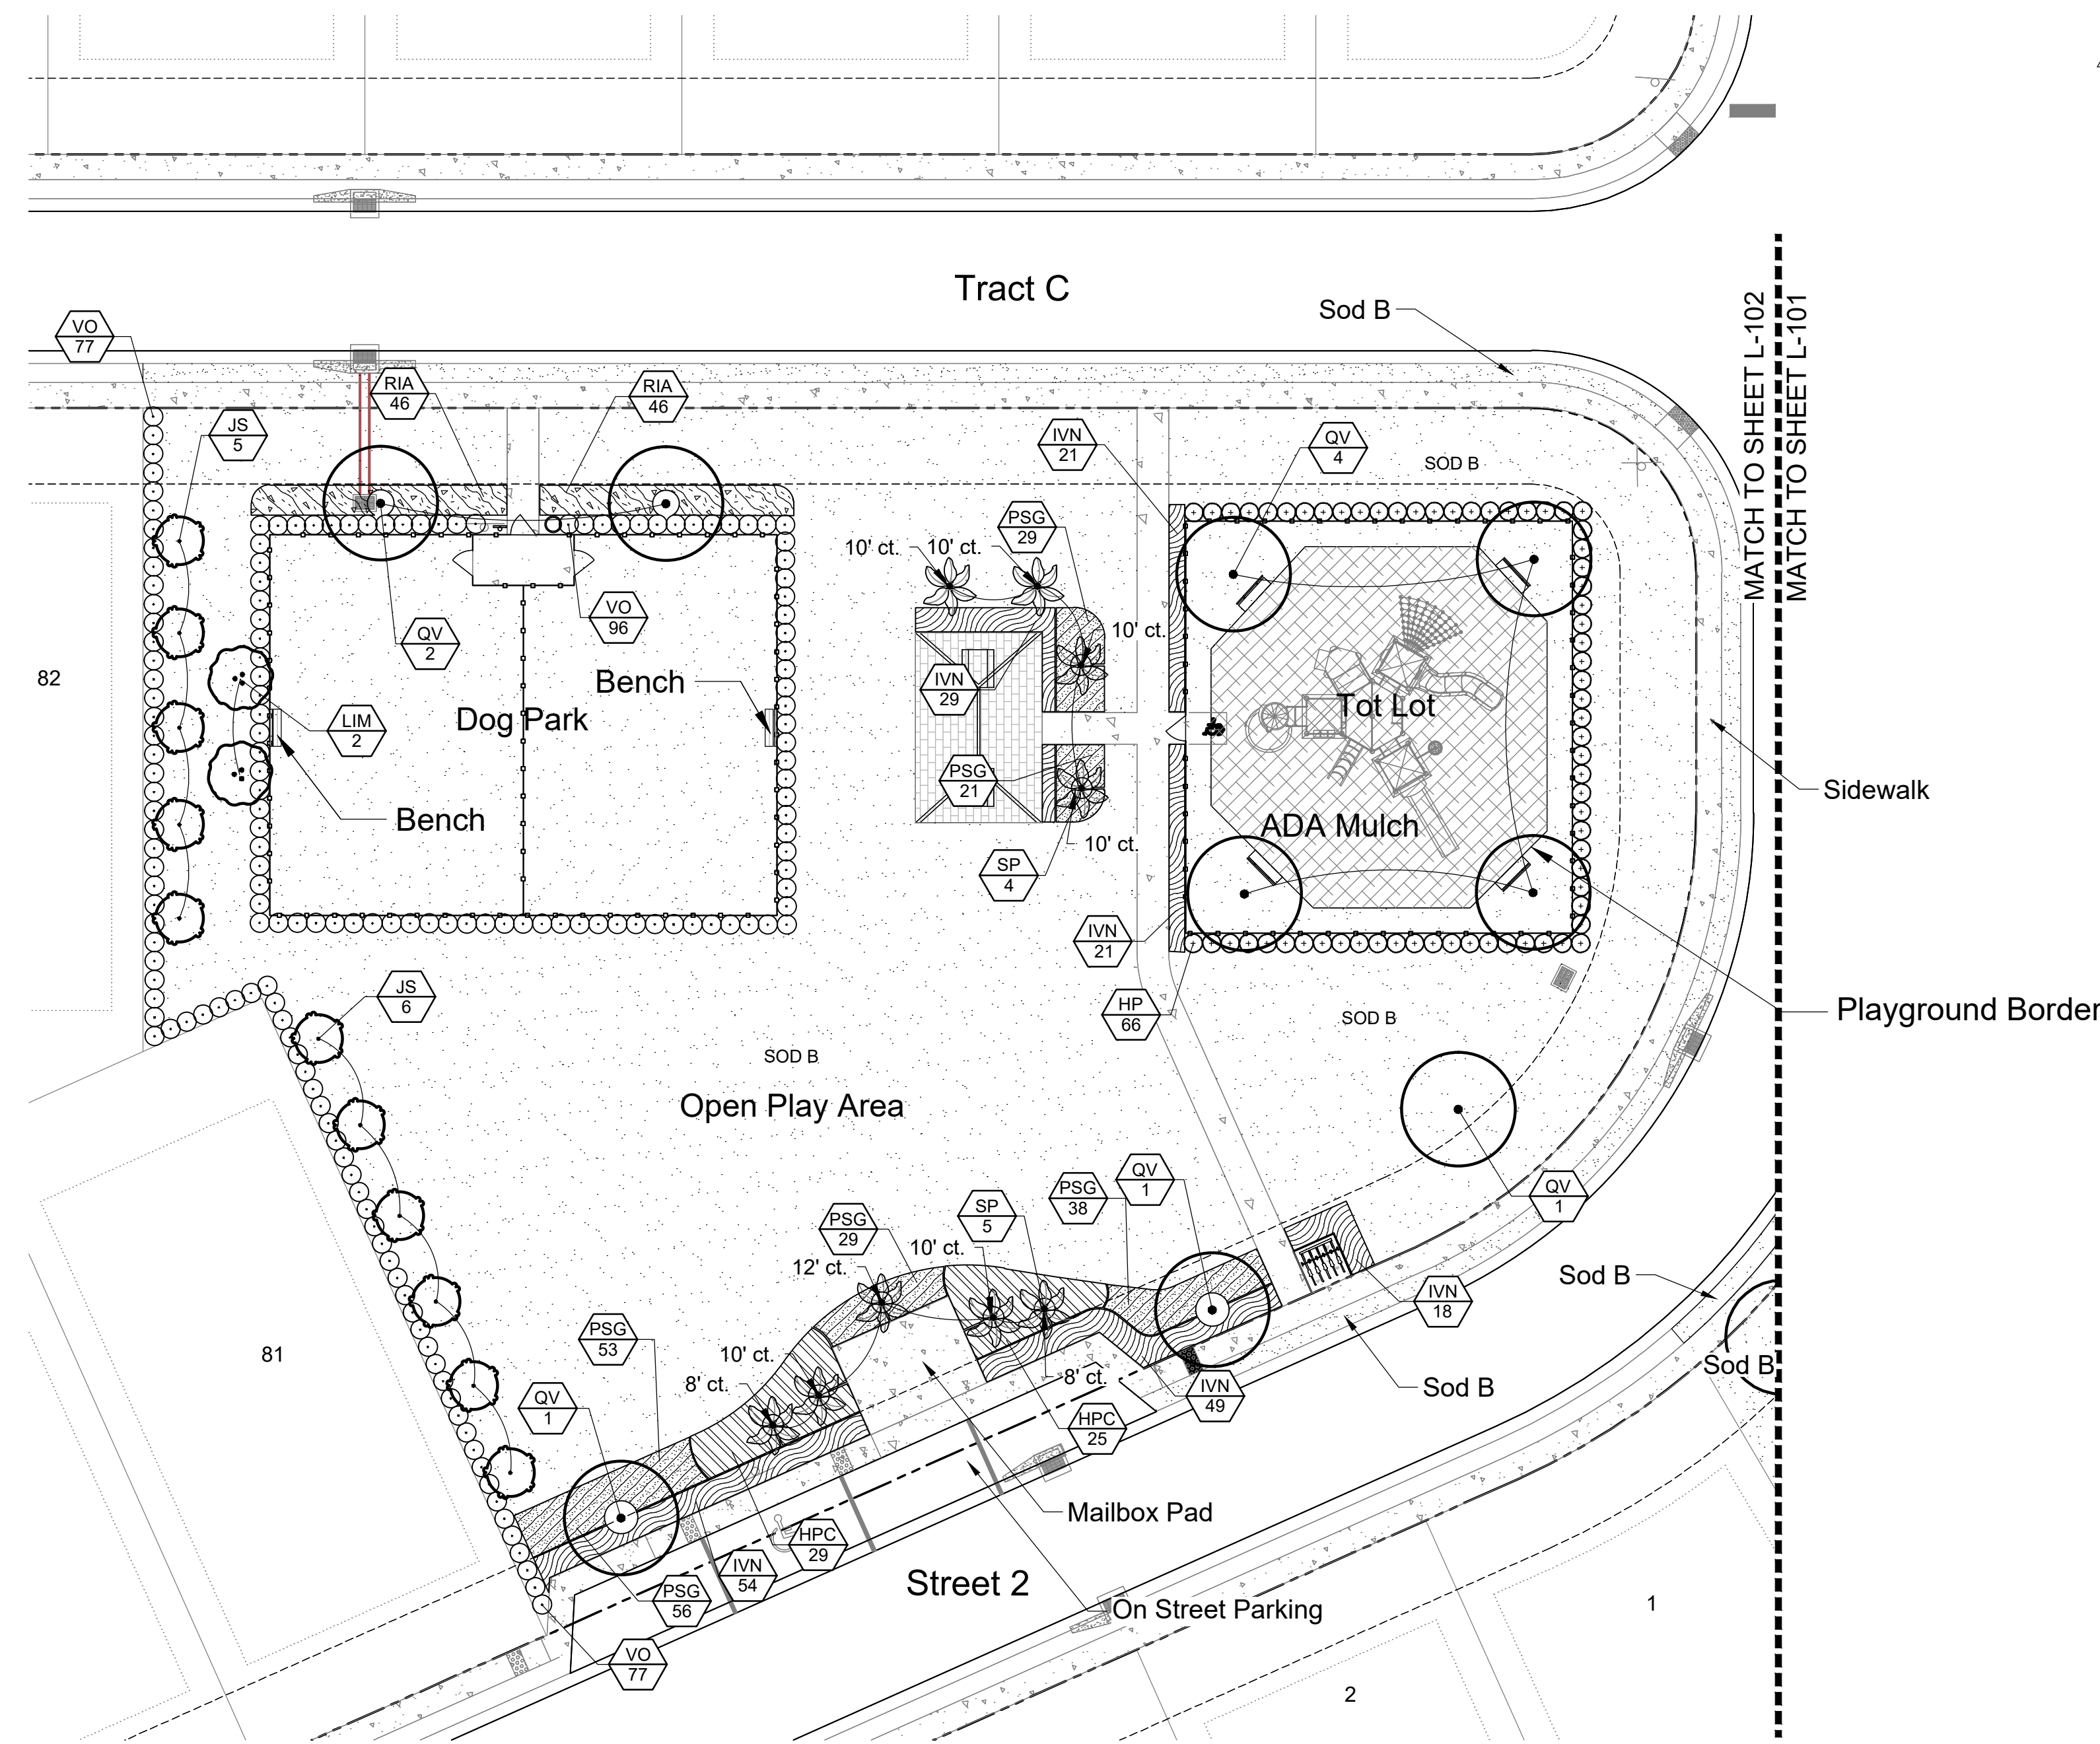 Tract C
Sod B
MATCH TO SHEET L-102
MATCH TO SHEET L-101
VO
77
RIA
46
RIA
46
JS
5
IVN
21
QV
4
SOD B
PSG
29
10' ct.
10' ct.
VO
96
QV
2
10' ct.
82
Bench
IVN
29
LIM
2
Dog Park
Tot Lot
PSG
21
Sidewalk
Bench
ADA Mulch
10' ct.
SP
4
IVN
21
JS
6
HP
66
SOD B
Playground Border
SOD B
Open Play Area
QV
1
PSG
38
QV
1
SP
5
PSG
29
10' ct.
12' ct.
Sod B
IVN
18
PSG
53
81
10' ct.
8' ct.
8' ct.
Sod B
Sod B
IVN
49
QV
1
HPC
25
Mailbox Pad
HPC
29
IVN
54
Street 2
PSG
56
On Street Parking
1
VO
77
2